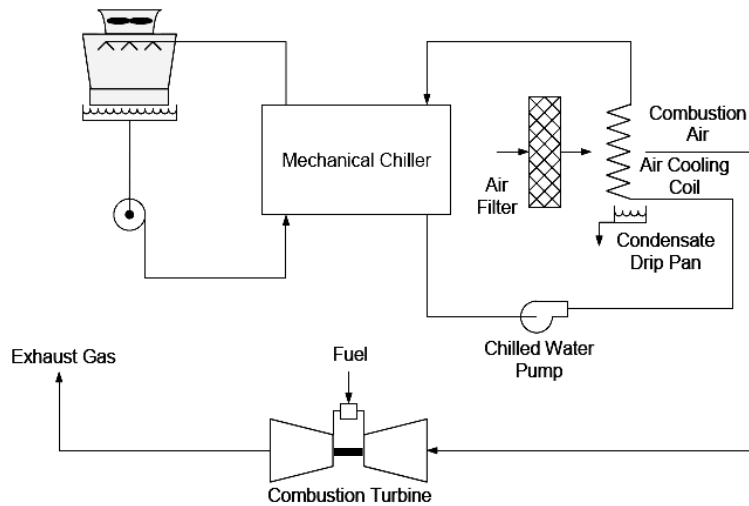 Mechanical Chiller
Air
Filter
Combustion
Air
Air Cooling
Coil
Condensate
Drip Pan
Chilled Water
Pump
Exhaust Gas
Fuel
Combustion Turbine